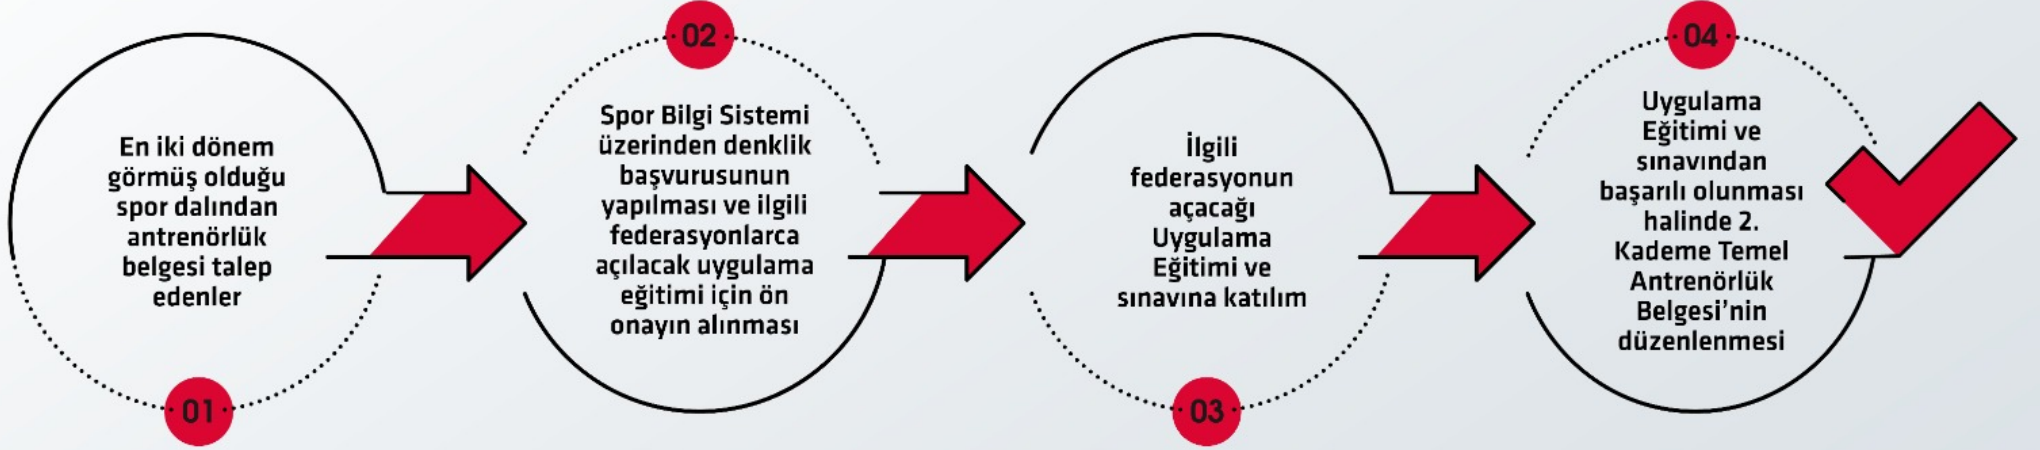 En iki dönem
görmüş olduğu
spor dalından
antrenörlük
belgesi talep
edenler
01
02
Spor Bilgi Sistemi
üzerinden denklik
başvurusunun
yapılması ve ilgili
federasyonlarca
açılacak uygulama
eğitimi için ön
onayın alınması
İlgili
federasyonun
açacağı
Uygulama
Eğitimi ve
sınavına katılım
03
04
Uygulama
Eğitimi ve
sınavından
başarılı olunması
halinde 2.
Kademe Temel
Antrenörlük
Belgesi'nin
düzenlenmesi